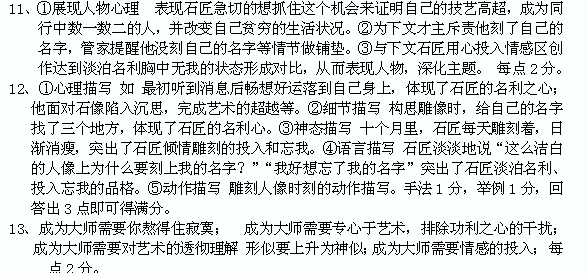 11、①展现人物心理　表现石匠急切的想抓住这个机会来证明自己的技艺高超，成为同
行中数一数二的人，并改变自己贫穷的生活状况。②为下文才主斥责他刻了自己的
名字，管家提醒他没刻自己的名字等情节做铺垫。③与下文石匠用心投入情感区创
作达到淡泊名利胸中无我的状态形成对比，从而表现人物，深化主题。 每点2分。
12、①心理描写 如 最初听到消息后畅想好运落到自己身上，体现了石匠的名利之心；
他面对石像陷入沉思，完成艺术的超越等。②细节描写 构思雕像时，给自己的名字
找了三个地方，体现了石匠的名利心。③神态描写 十个月里，石匠每天雕刻着，日
渐消瘦，突出了石匠倾情雕刻的投入和忘我。④语言描写 石匠淡淡地说“这么洁白
的人像上为什么要刻上我的名字？”“我好想忘了我的名字”突出了石匠淡泊名利、
投入忘我的品格。⑤动作描写 雕刻人像时刻的动作描写。手法1分，举例1分，回
答出3点即可得满分。
13、成为大师需要你熬得住寂寞；　成为大师需要专心于艺术，排除功利之心的干扰；
成为大师需要对艺术的透彻理解 形似要上升为神似；成为大师需要情感的投入；每
点2分。